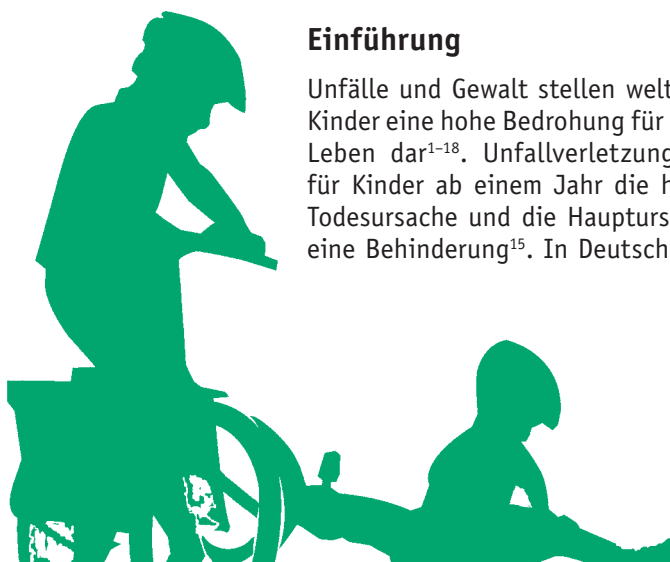 Einführung
Unfälle und Gewalt stellen welt
Kinder eine hohe Bedrohung für
Leben dar1–18. Unfallverletzung
für Kinder ab einem Jahr die h
Todesursache und die Haupturs
eine Behinderung15. In Deutsch